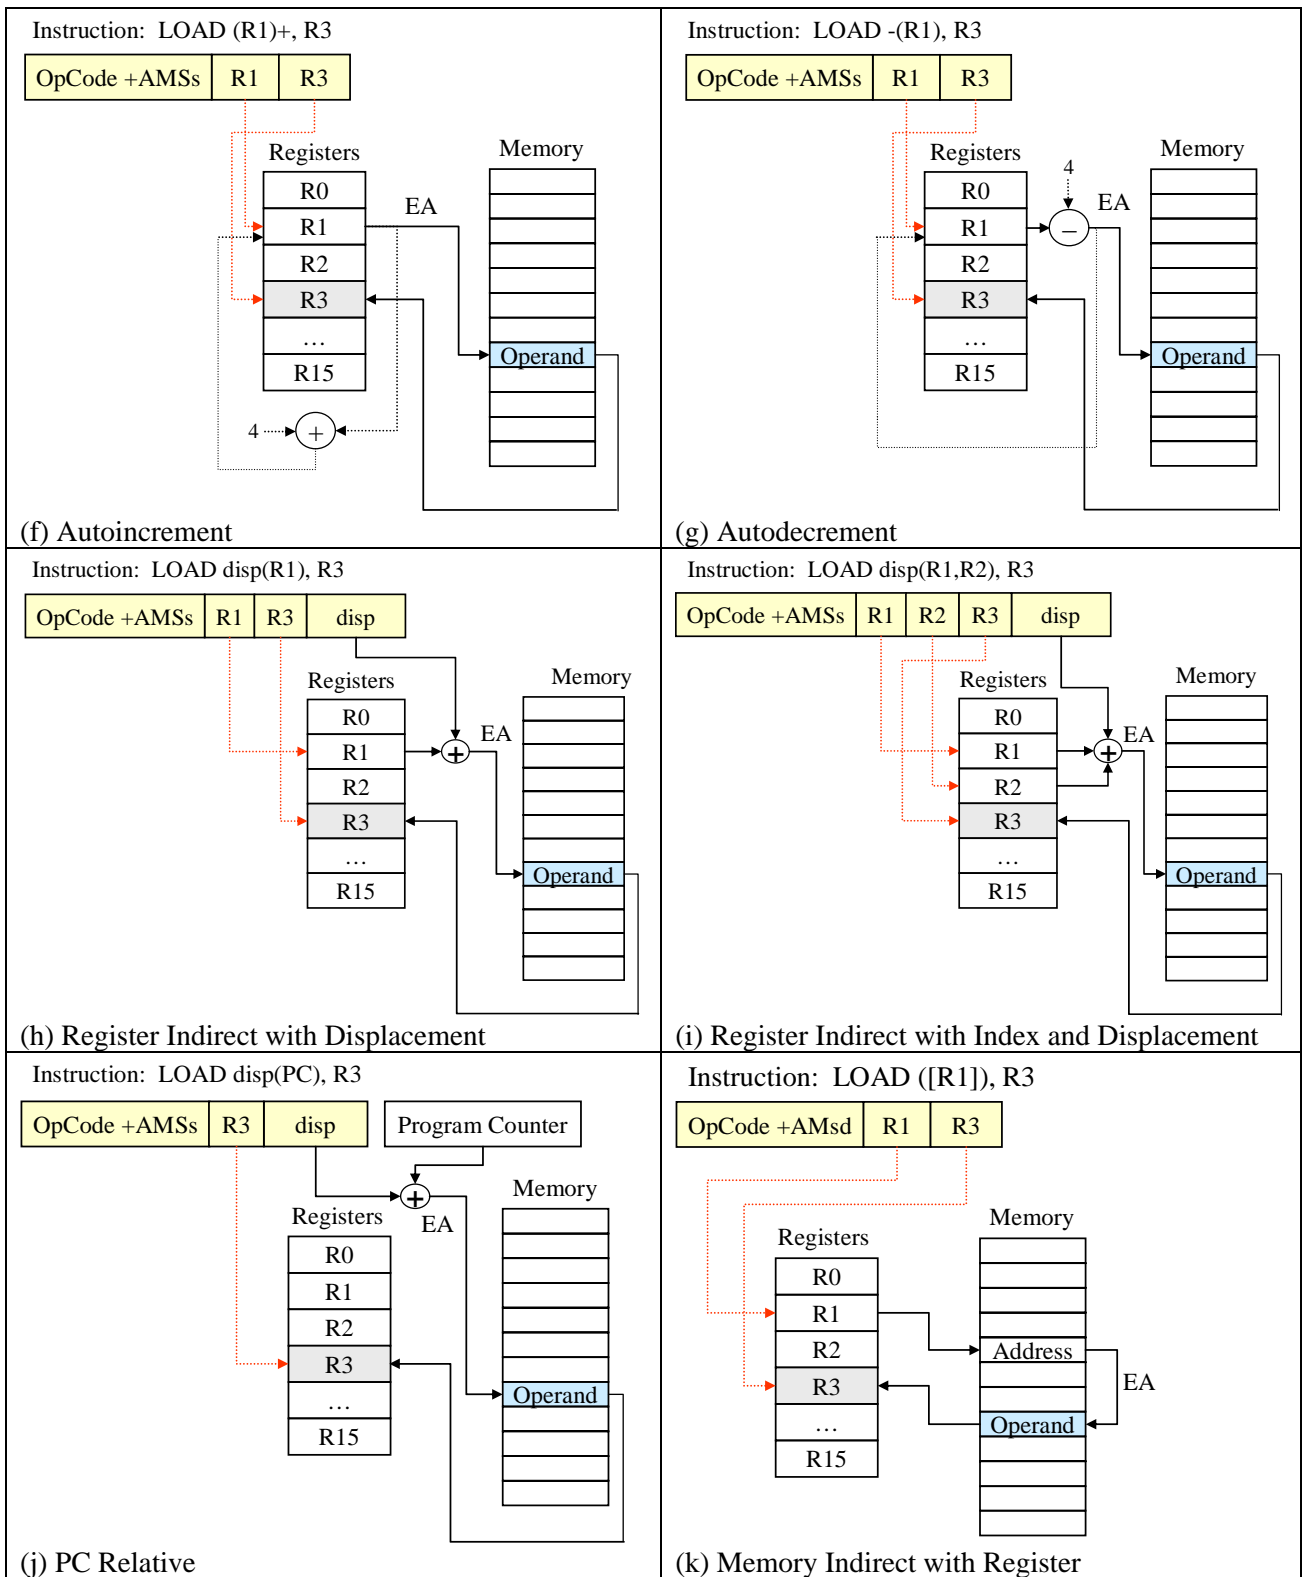 Instruction: LOAD (R1)+, R3
OpCode +AMSs R1 R3
Registers
Memory
R0
R1
R2
R3
…
R15
EA
Operand
4
+
(f) Autoincrement
Instruction: LOAD -(R1), R3
OpCode +AMSs R1 R3
Registers
Memory
4
R0
R1
R2
R3
…
R15
−
EA
Operand
(g) Autodecrement
Instruction: LOAD disp(R1), R3
OpCode +AMSs R1 R3 disp
Registers
Memory
R0
R1
R2
R3
…
R15
+
EA
Operand
(h) Register Indirect with Displacement
Instruction: LOAD disp(R1,R2), R3
OpCode +AMSs R1 R2 R3 disp
Registers
Memory
R0
R1
R2
R3
…
R15
+
EA
Operand
(i) Register Indirect with Index and Displacement
Instruction: LOAD disp(PC), R3
OpCode +AMSs R3 disp
Program Counter
+
EA
Registers
Memory
R0
R1
R2
R3
…
R15
Operand
(j) PC Relative
Instruction: LOAD ([R1]), R3
OpCode +AMsd R1 R3
Registers
Memory
R0
R1
R2
R3
…
R15
Address
EA
Operand
(k) Memory Indirect with Register